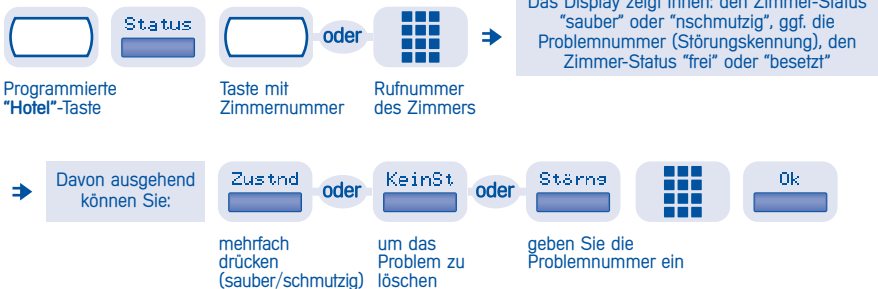 Das Display zeigt Ihnen: den Zimmer-Status
Status
oder
"sauber" oder "nschmutzig", ggf. die
Problemnummer (Störungskennung), den
Zimmer-Status "frei" oder "besetzt"
Programmierte
"Hotel"-Taste
Taste mit
Zimmernummer
Rufnummer
des Zimmers
Davon ausgehend
können Sie:
Zustnd
oder
KeinSt
oder
Störng
Ok
mehrfach
drücken
(sauber/schmutzig)
um das
Problem zu
löschen
geben Sie die
Problemnummer ein